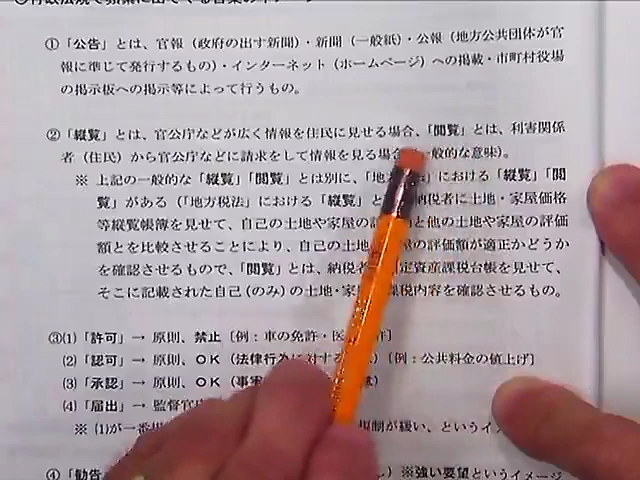 ①「公告」とは、官報（政府の出す新聞）・新聞（一般紙）・公報（地方公共団体が官
報に準じて発行するもの）・インターネット（ホームページ）への掲載・市町村役場
の掲示板への掲示等によって行うもの。
②「縦覧」とは、官公庁などが広く情報を住民に見せる場合、「閲覧」とは、利害関係
者（住民）から官公庁などに請求をして情報を見る場合 般的な意味）。
※ 上記の一般的な「縦覧」「閲覧」とは別に、「地 法」における「縦覧」「閲
覧」がある（「地方税法」における「縦覧」と 納税者に土地・家屋価格
等縦覧帳簿を見せて、自己の土地や家屋の と他の土地や家屋の評価
額とを比較させることにより、自己の土地 の評価額が適正かどうか
を確認させるもので、「閲覧」とは、納税者 定資産課税台帳を見せて、
そこに記載された自己（のみ）の土地・家 課税内容を確認させるもの。
③(1)「許可」→ 原則、禁止〔例：車の免許・医 許〕
(2)「認可」→ 原則、ＯＫ（法律行為に対す ）〔例：公共料金の値上げ〕
(3)「承認」→ 原則、ＯＫ（事
(4)「届出」→ 監督官
※ (1)が一番 規制が緩い、というイ
④「勧告 ）※強い要望というイメージ